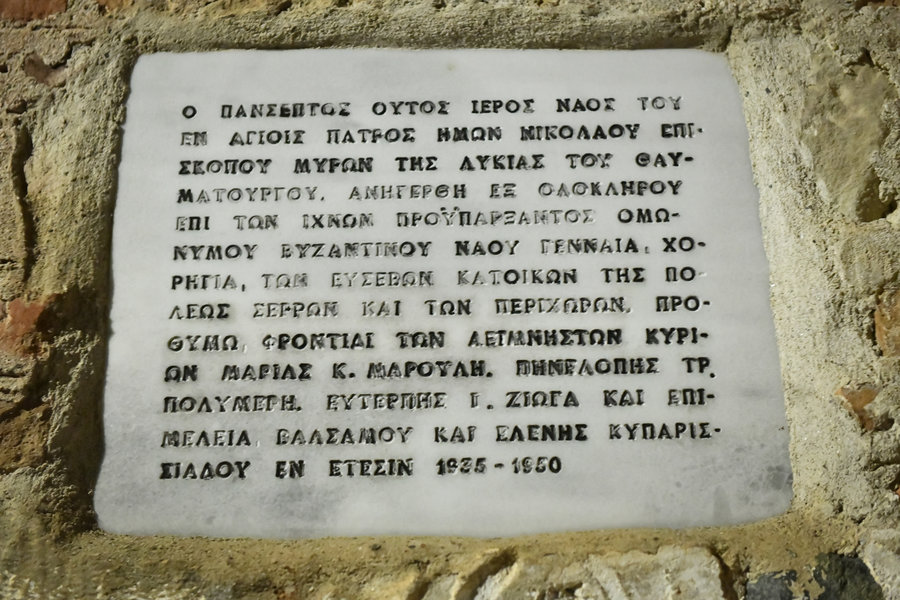 Ο ΠΑΝΣΕΠΤΟΣ ΟΥΤΟΣ ΙΕΡΟΣ ΝΑΟΣ ΤΟΥ
ΕΝ ΑΓΙΟΙΣ ΠΑΤΡΟΣ ΗΜΩΝ ΝΙΚΟΛΑΟΥ ΕΠΙ-
ΣΚΟΠΟΥ ΜΥΡΩΝ ΤΗΣ ΛΥΚΙΑΣ ΤΟΥ ΘΑΥ-
ΜΑΤΟΥΡΓΟΥ, ΑΝΗΓΕΡΘΗ ΕΞ ΟΛΟΚΛΗΡΟΥ
ΕΠΙ ΤΩΝ ΙΧΝΩΝ ΠΡΟΫΠΑΡΞΑΝΤΟΣ ΟΜΩ-
ΝΥΜΟΥ ΒΥΖΑΝΤΙΝΟΥ ΝΑΟΥ ΓΕΝΝΑΙΑ, ΧΟ-
ΡΗΓΙΑ, ΤΩΝ ΕΥΣΕΒΩΝ ΚΑΤΟΙΚΩΝ ΤΗΣ ΠΟ-
ΛΕΩΣ ΣΕΡΡΩΝ ΚΑΙ ΤΩΝ ΠΕΡΙΧΩΡΩΝ, ΠΡΟ-
ΘΥΜΩ, ΦΡΟΝΤΙΔΙ ΤΩΝ ΑΕΙΜΝΗΣΤΩΝ ΚΥΡΙ-
ΩΝ ΜΑΡΙΑΣ Κ. ΜΑΡΟΥΛΗ, ΠΗΝΕΛΟΠΗΣ ΤΡ.
ΠΟΛΥΜΕΡΗ, ΕΥΤΕΡΠΗΣ Ι. ΖΙΩΓΑ ΚΑΙ ΕΠΙ-
ΜΕΛΕΙΑ, ΒΑΛΣΑΜΟΥ ΚΑΙ ΕΛΕΝΗΣ ΚΥΠΑΡΙΣ-
ΣΙΑΔΟΥ ΕΝ ΕΤΕΣΙΝ 1935-1950